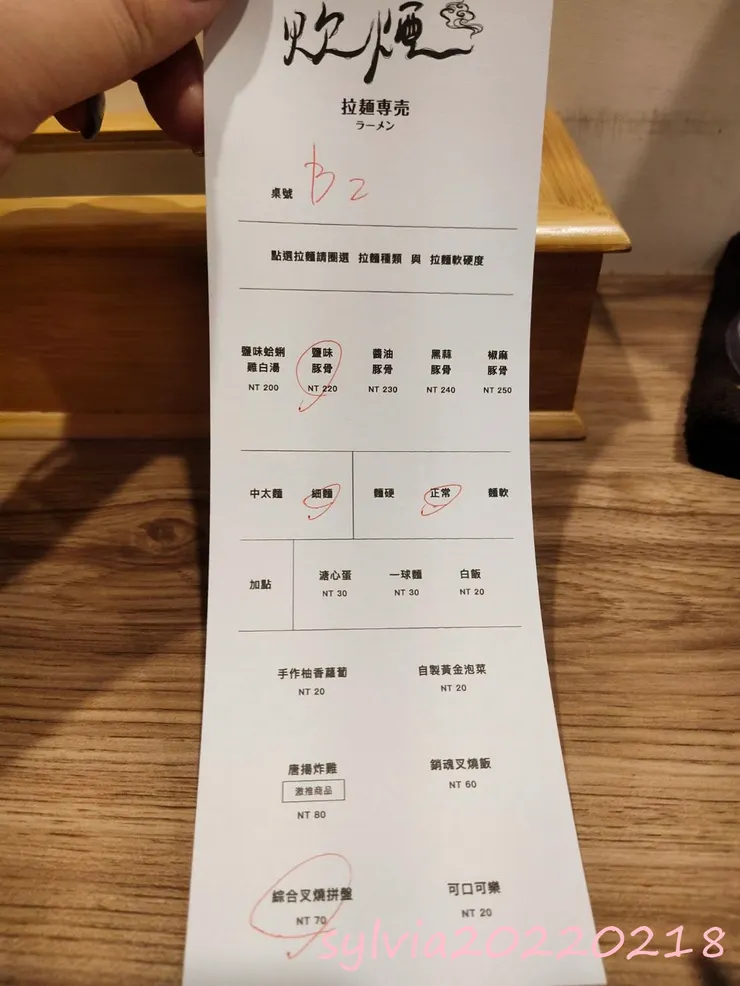 炊煙
拉麺専売
ラーメン
桌號 B2
點選拉麵請圈選 拉麵種類 與 拉麵軟硬度
鹽味蛤蜊 鹽味 醬油 黑蒜 椒麻
雞白湯 豚骨 豚骨 豚骨 豚骨
NT 200 NT 220 NT 230 NT 240 NT 250
中太麵 細麵 麵硬 正常 麵軟
加點 溏心蛋 一球麵 白飯
NT 30 NT 30 NT 20
手作柚香蘿蔔 自製黃金泡菜
NT 20 NT 20
唐揚炸雞 銷魂叉燒飯
激推商品 NT 60
NT 80
綜合叉燒拼盤 可口可樂
NT 70 NT 20
sylvia20220218